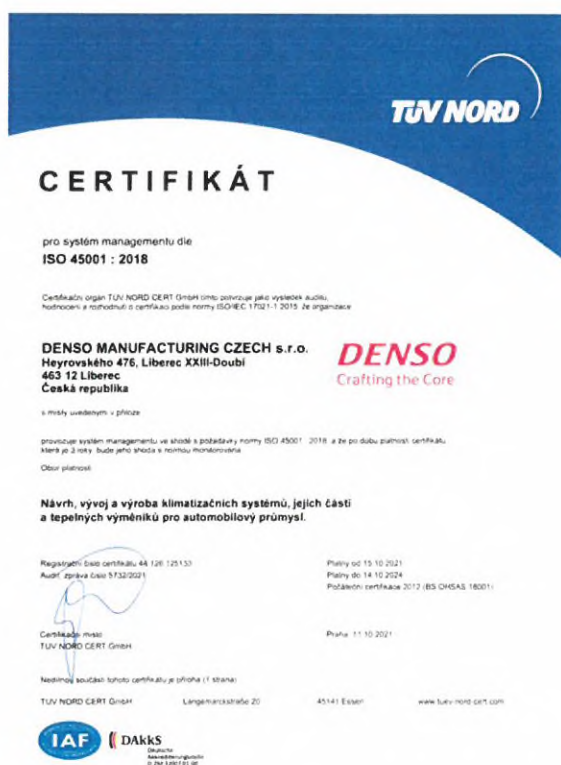 TÜV NORD
CERTIFIKÁT
pro systém managementu dle
ISO 45001 : 2018
Certifikační orgán TÜV NORD CERT GmbH tímto potvrzuje jako výsledek auditu,
hodnocení a rozhodnutí o certifikaci podle normy ISO/IEC 17021-1:2015, že organizace
DENSO MANUFACTURING CZECH s.r.o.
Heyrovského 476, Liberec XXIII-Doubí
463 12 Liberec
Česká republika
DENSO
Crafting the Core
s místy uvedenými v příloze
provozuje systém managementu ve shodě s požadavky normy ISO 45001 : 2018 a že po dobu platnosti certifikátu,
která je 3 roky, bude jeho shoda s normou monitorována
Obor platnosti
Návrh, vývoj a výroba klimatizačních systémů, jejich částí
a tepelných výměníků pro automobilový průmysl.
Registrační číslo certifikátu 44 126 125133
Audit. zpráva číslo 5732/2021
Platný od 15.10.2021
Platný do 14.10.2024
Počáteční certifikace 2012 (BS OHSAS 18001)
Certifikační místo
TÜV NORD CERT GmbH
Praha, 11.10.2021
Nedílnou součástí tohoto certifikátu je příloha (1 strana)
TÜV NORD CERT GmbH Langemarckstraße 20 45141 Essen www.tuev-nord-cert.com
IAF
DAkkS
Deutsche
Akkreditierungsstelle